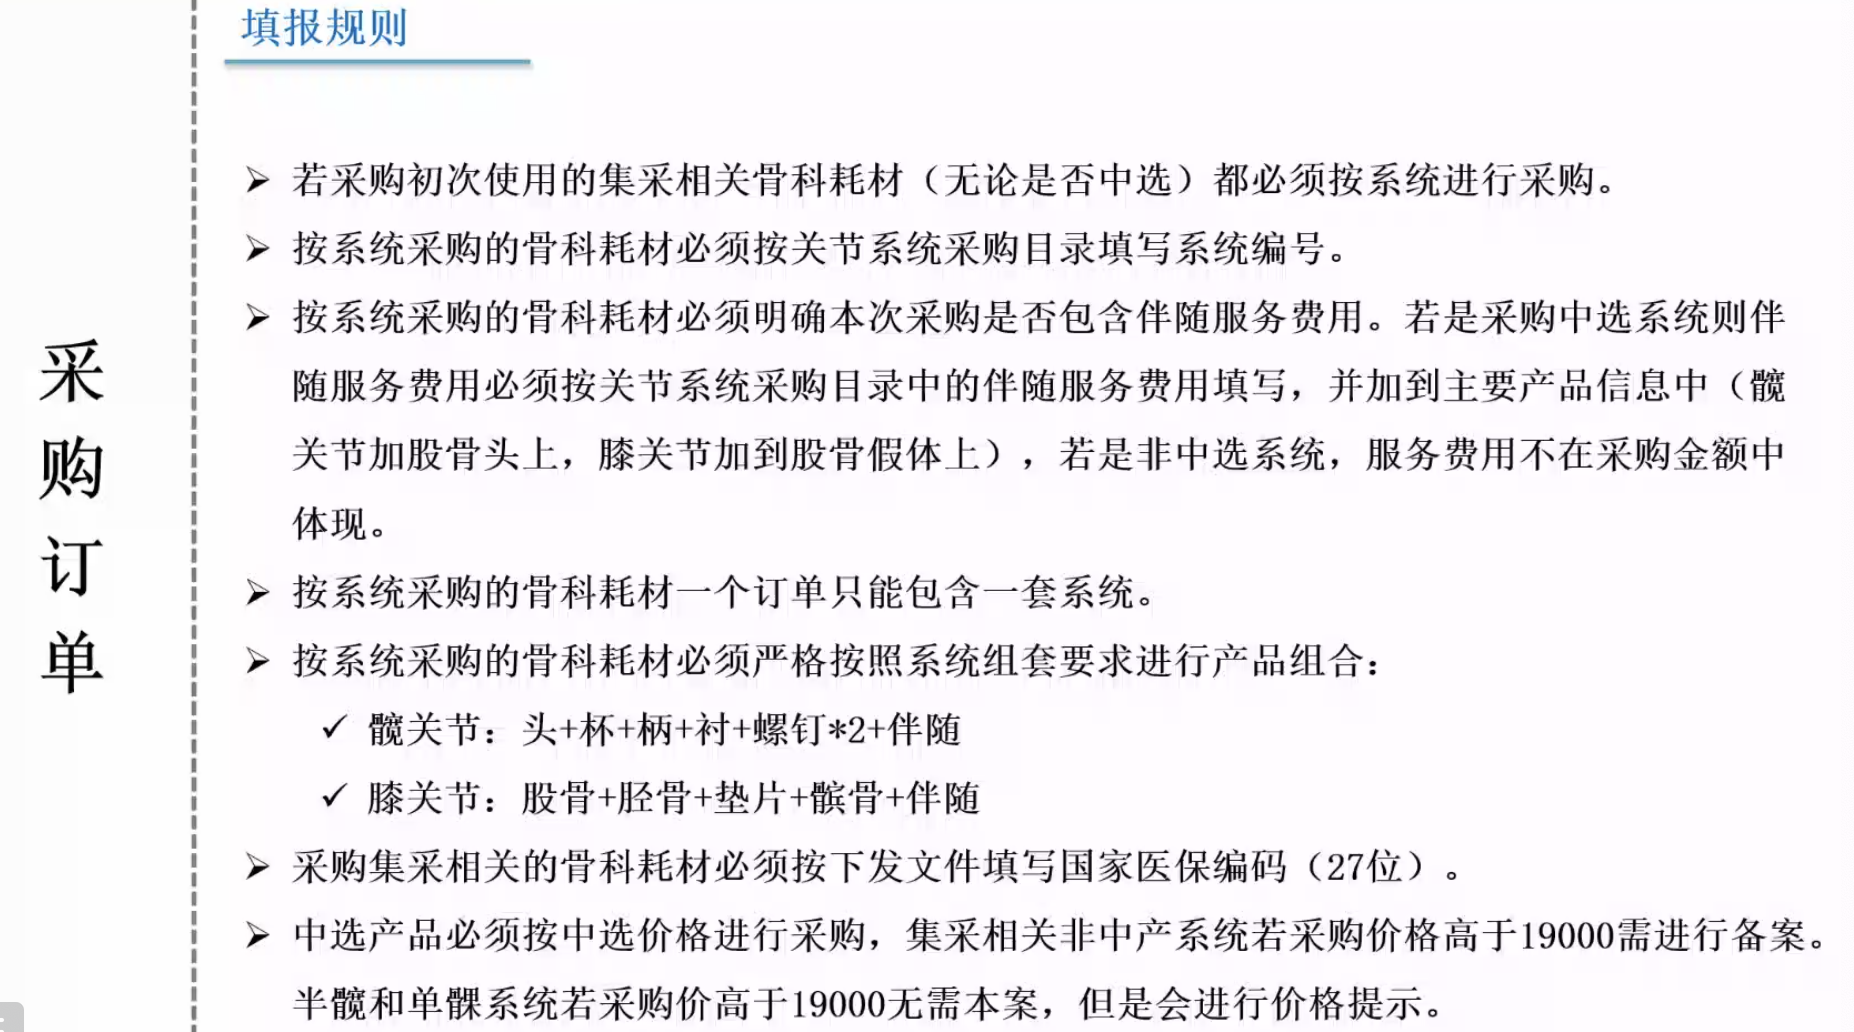 填报规则
采购订单
若采购初次使用的集采相关骨科耗材（无论是否中选）都必须按系统进行采购。
按系统采购的骨科耗材必须按关节系统采购目录填写系统编号。
按系统采购的骨科耗材必须明确本次采购是否包含伴随服务费用。若是采购中选系统则伴
随服务费用必须按关节系统采购目录中的伴随服务费用填写，并加到主要产品信息中（髋
关节加股骨头上，膝关节加到股骨假体上），若是非中选系统，服务费用不在采购金额中
体现。
按系统采购的骨科耗材一个订单只能包含一套系统。
按系统采购的骨科耗材必须严格按照系统组套要求进行产品组合：
髋关节：头+杯+柄+衬+螺钉*2+伴随
膝关节：股骨+胫骨+垫片+髌骨+伴随
采购集采相关的骨科耗材必须按下发文件填写国家医保编码（27位）。
中选产品必须按中选价格进行采购，集采相关非中产系统若采购价格高于19000需进行备案。
半髋和单髁系统若采购价高于19000无需本案，但是会进行价格提示。